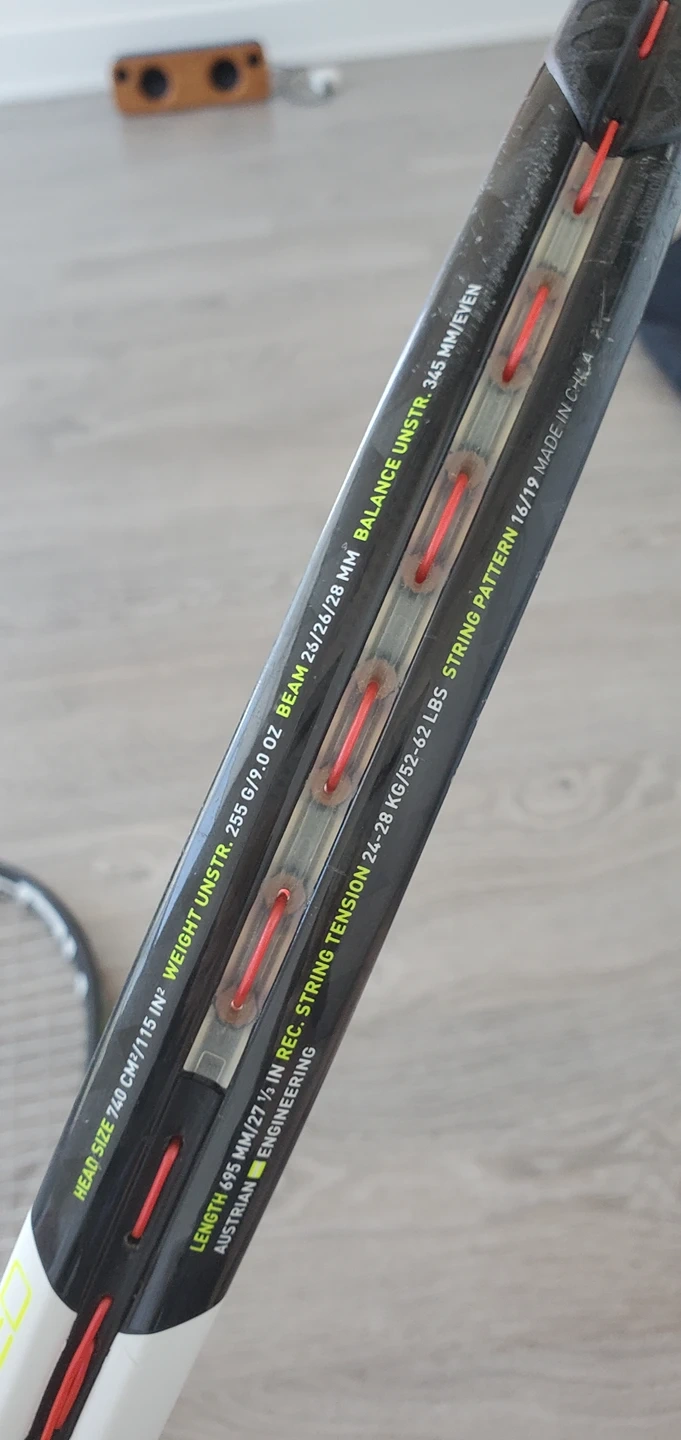 HEAD SIZE 740 CM²/115 IN² WEIGHT UNSTR. 255 G/9.0 OZ BEAM 26/26/28 MM BALANCE UNSTR. 345 MM/EVEN
LENGTH 695 MM/27 ⅓ IN REC. STRING TENSION 24-28 KG/52-62 LBS STRING PATTERN 16/19 MADE IN CHINA
AUSTRIAN ENGINEERING